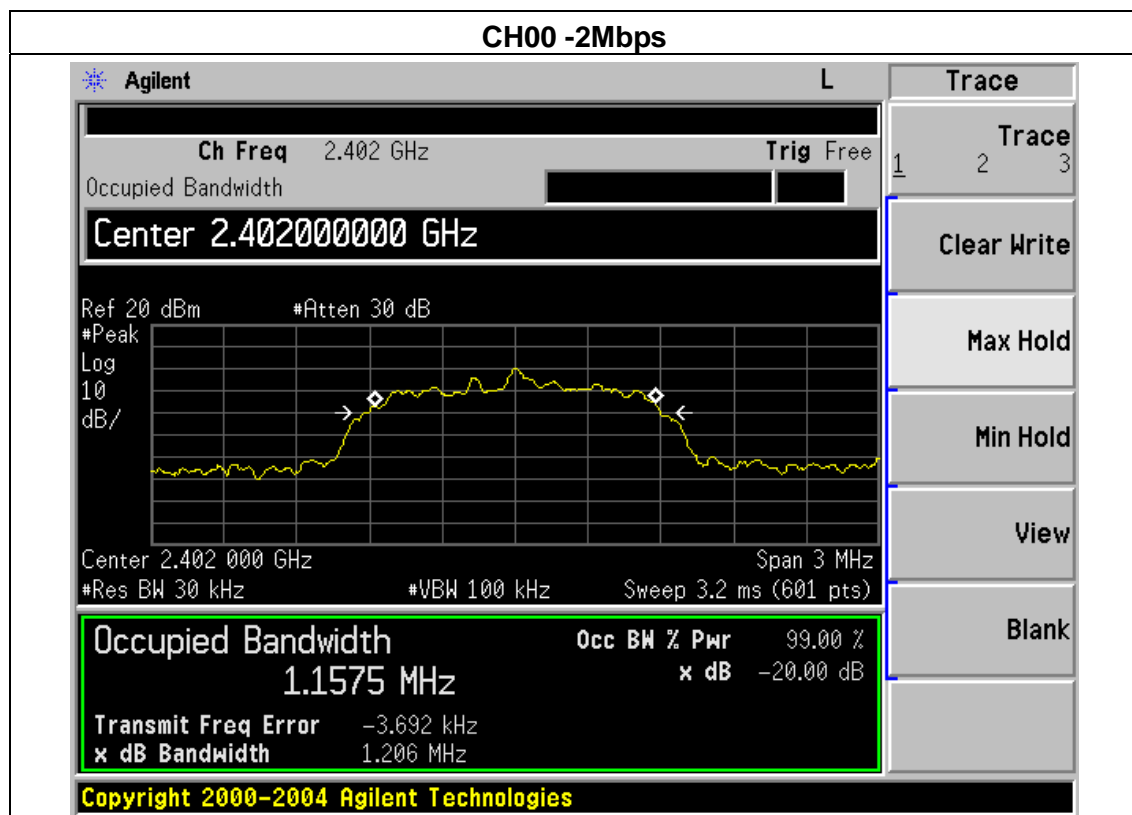 CH00 -2Mbps
Agilent L Trace
Ch Freq 2.402 GHz Trig Free
Occupied Bandwidth
Center 2.402000000 GHz
Ref 20 dBm #Atten 30 dB
#Peak
Log
10
dB/
Center 2.402 000 GHz Span 3 MHz
#Res BW 30 kHz #VBW 100 kHz Sweep 3.2 ms (601 pts)
Occupied Bandwidth Occ BW % Pwr 99.00 %
1.1575 MHz x dB -20.00 dB
Transmit Freq Error -3.692 kHz
x dB Bandwidth 1.206 MHz
Copyright 2000-2004 Agilent Technologies
Trace
1 2 3
Clear Write
Max Hold
Min Hold
View
Blank